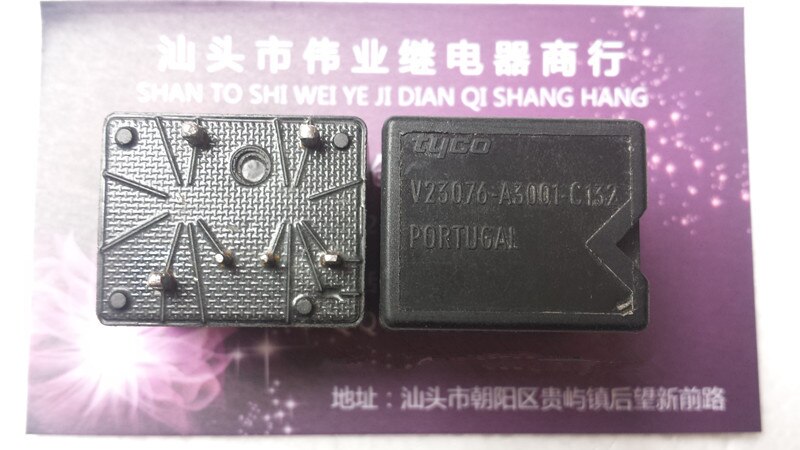 汕头市伟业继电器商行
SHAN TO SHI WEI YE JI DIAN QI SHANG HANG
tyco
V23076-A3001-C132
PORTUGAL
地址：汕头市朝阳区贵屿镇后望新前路